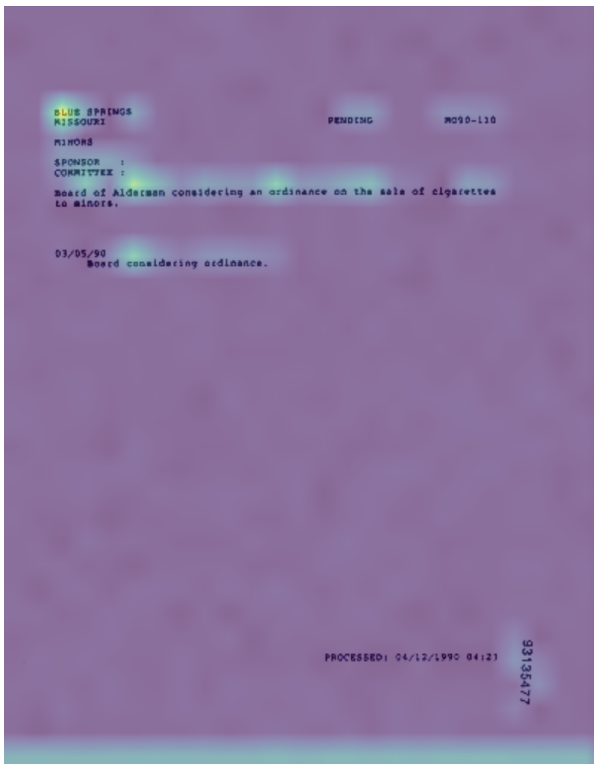 BLUE SPRINGS
MISSOURI
PENDING
MO90-110
MINORS
SPONSOR :
COMMITTEE :
Board of Alderman considering an ordinance on the sale of cigarettes
to minors.
03/05/90
Board considering ordinance.
PROCESSED: 04/12/1990 04:23
93135477